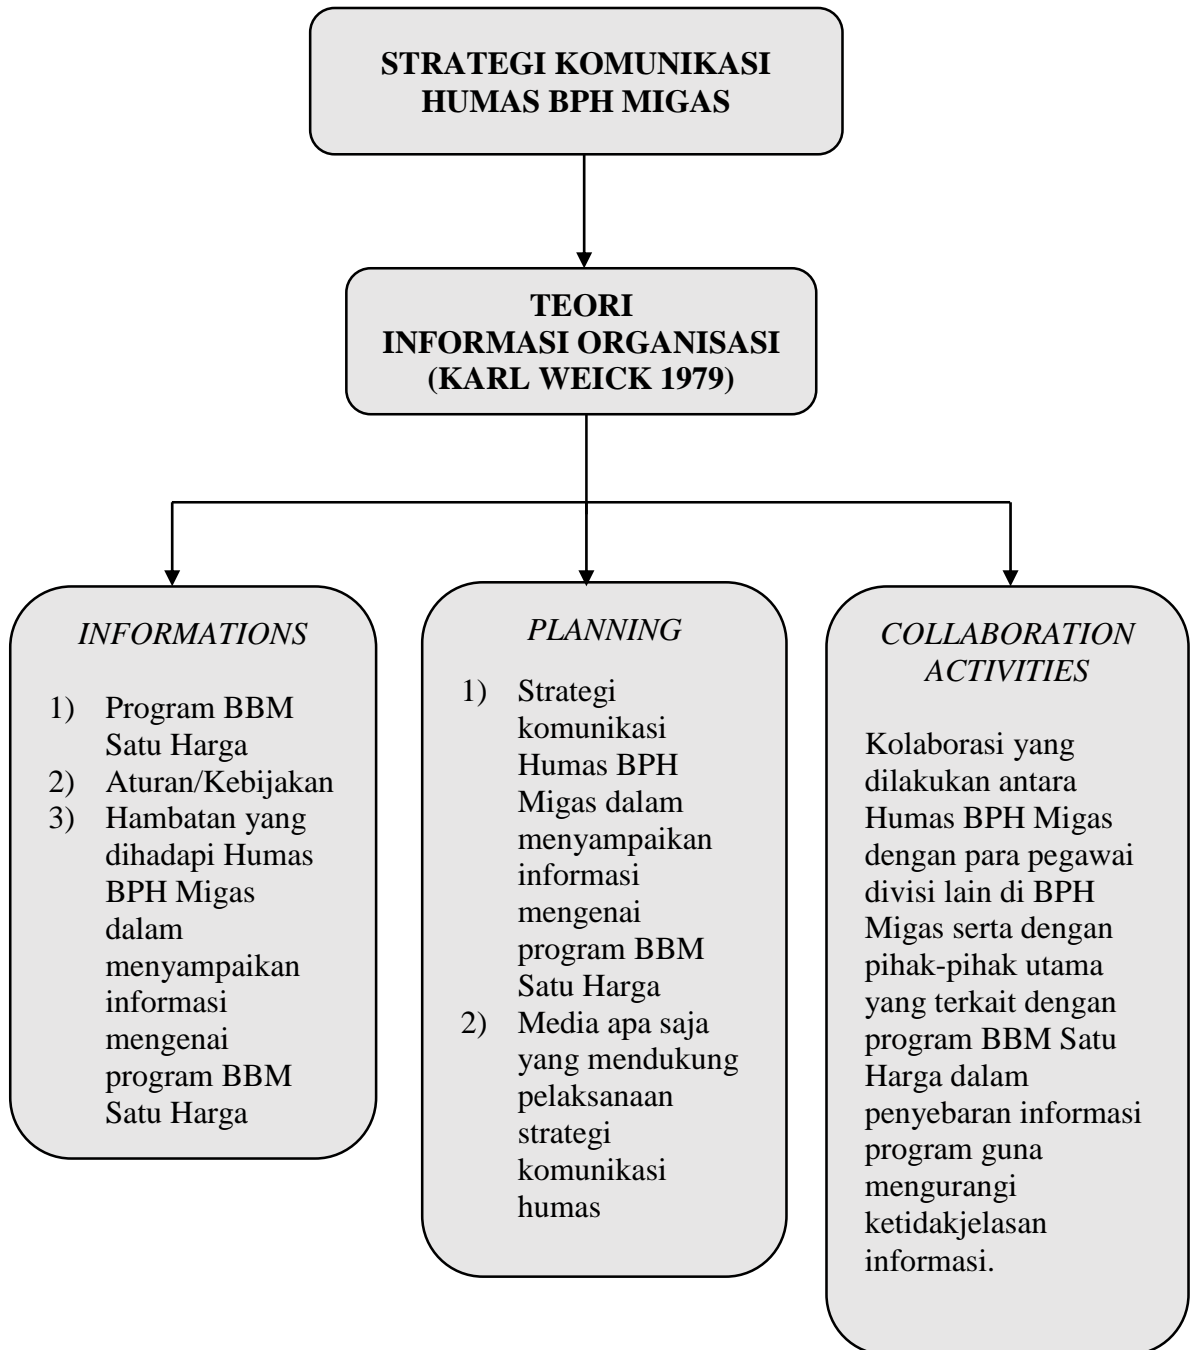 STRATEGI KOMUNIKASI
HUMAS BPH MIGAS
TEORI
INFORMASI ORGANISASI
(KARL WEICK 1979)
INFORMATIONS
1) Program BBM
Satu Harga
2) Aturan/Kebijakan
3) Hambatan yang
dihadapi Humas
BPH Migas
dalam
menyampaikan
informasi
mengenai
program BBM
Satu Harga
PLANNING
1) Strategi
komunikasi
Humas BPH
Migas dalam
menyampaikan
informasi
mengenai
program BBM
Satu Harga
2) Media apa saja
yang mendukung
pelaksanaan
strategi
komunikasi
humas
COLLABORATION
ACTIVITIES
Kolaborasi yang
dilakukan antara
Humas BPH Migas
dengan para pegawai
divisi lain di BPH
Migas serta dengan
pihak-pihak utama
yang terkait dengan
program BBM Satu
Harga dalam
penyebaran informasi
program guna
mengurangi
ketidakjelasan
informasi.